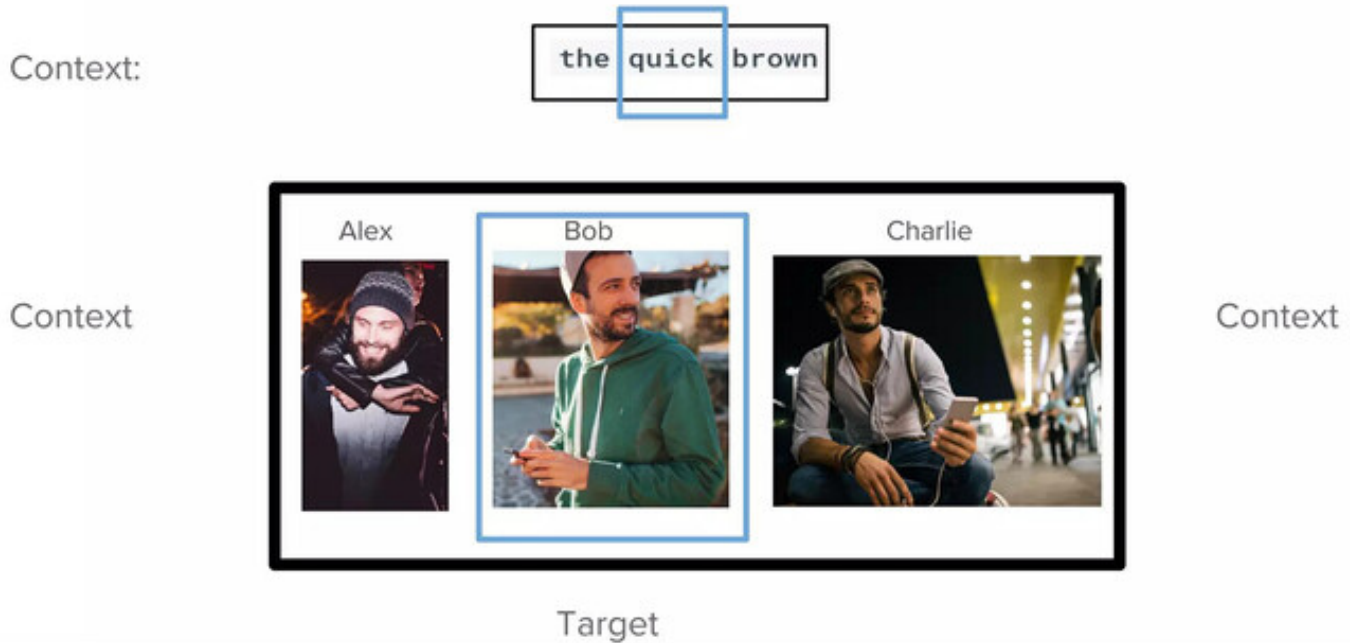 Context:
the quick brown
Alex
Bob
Charlie
Context
Context
Target